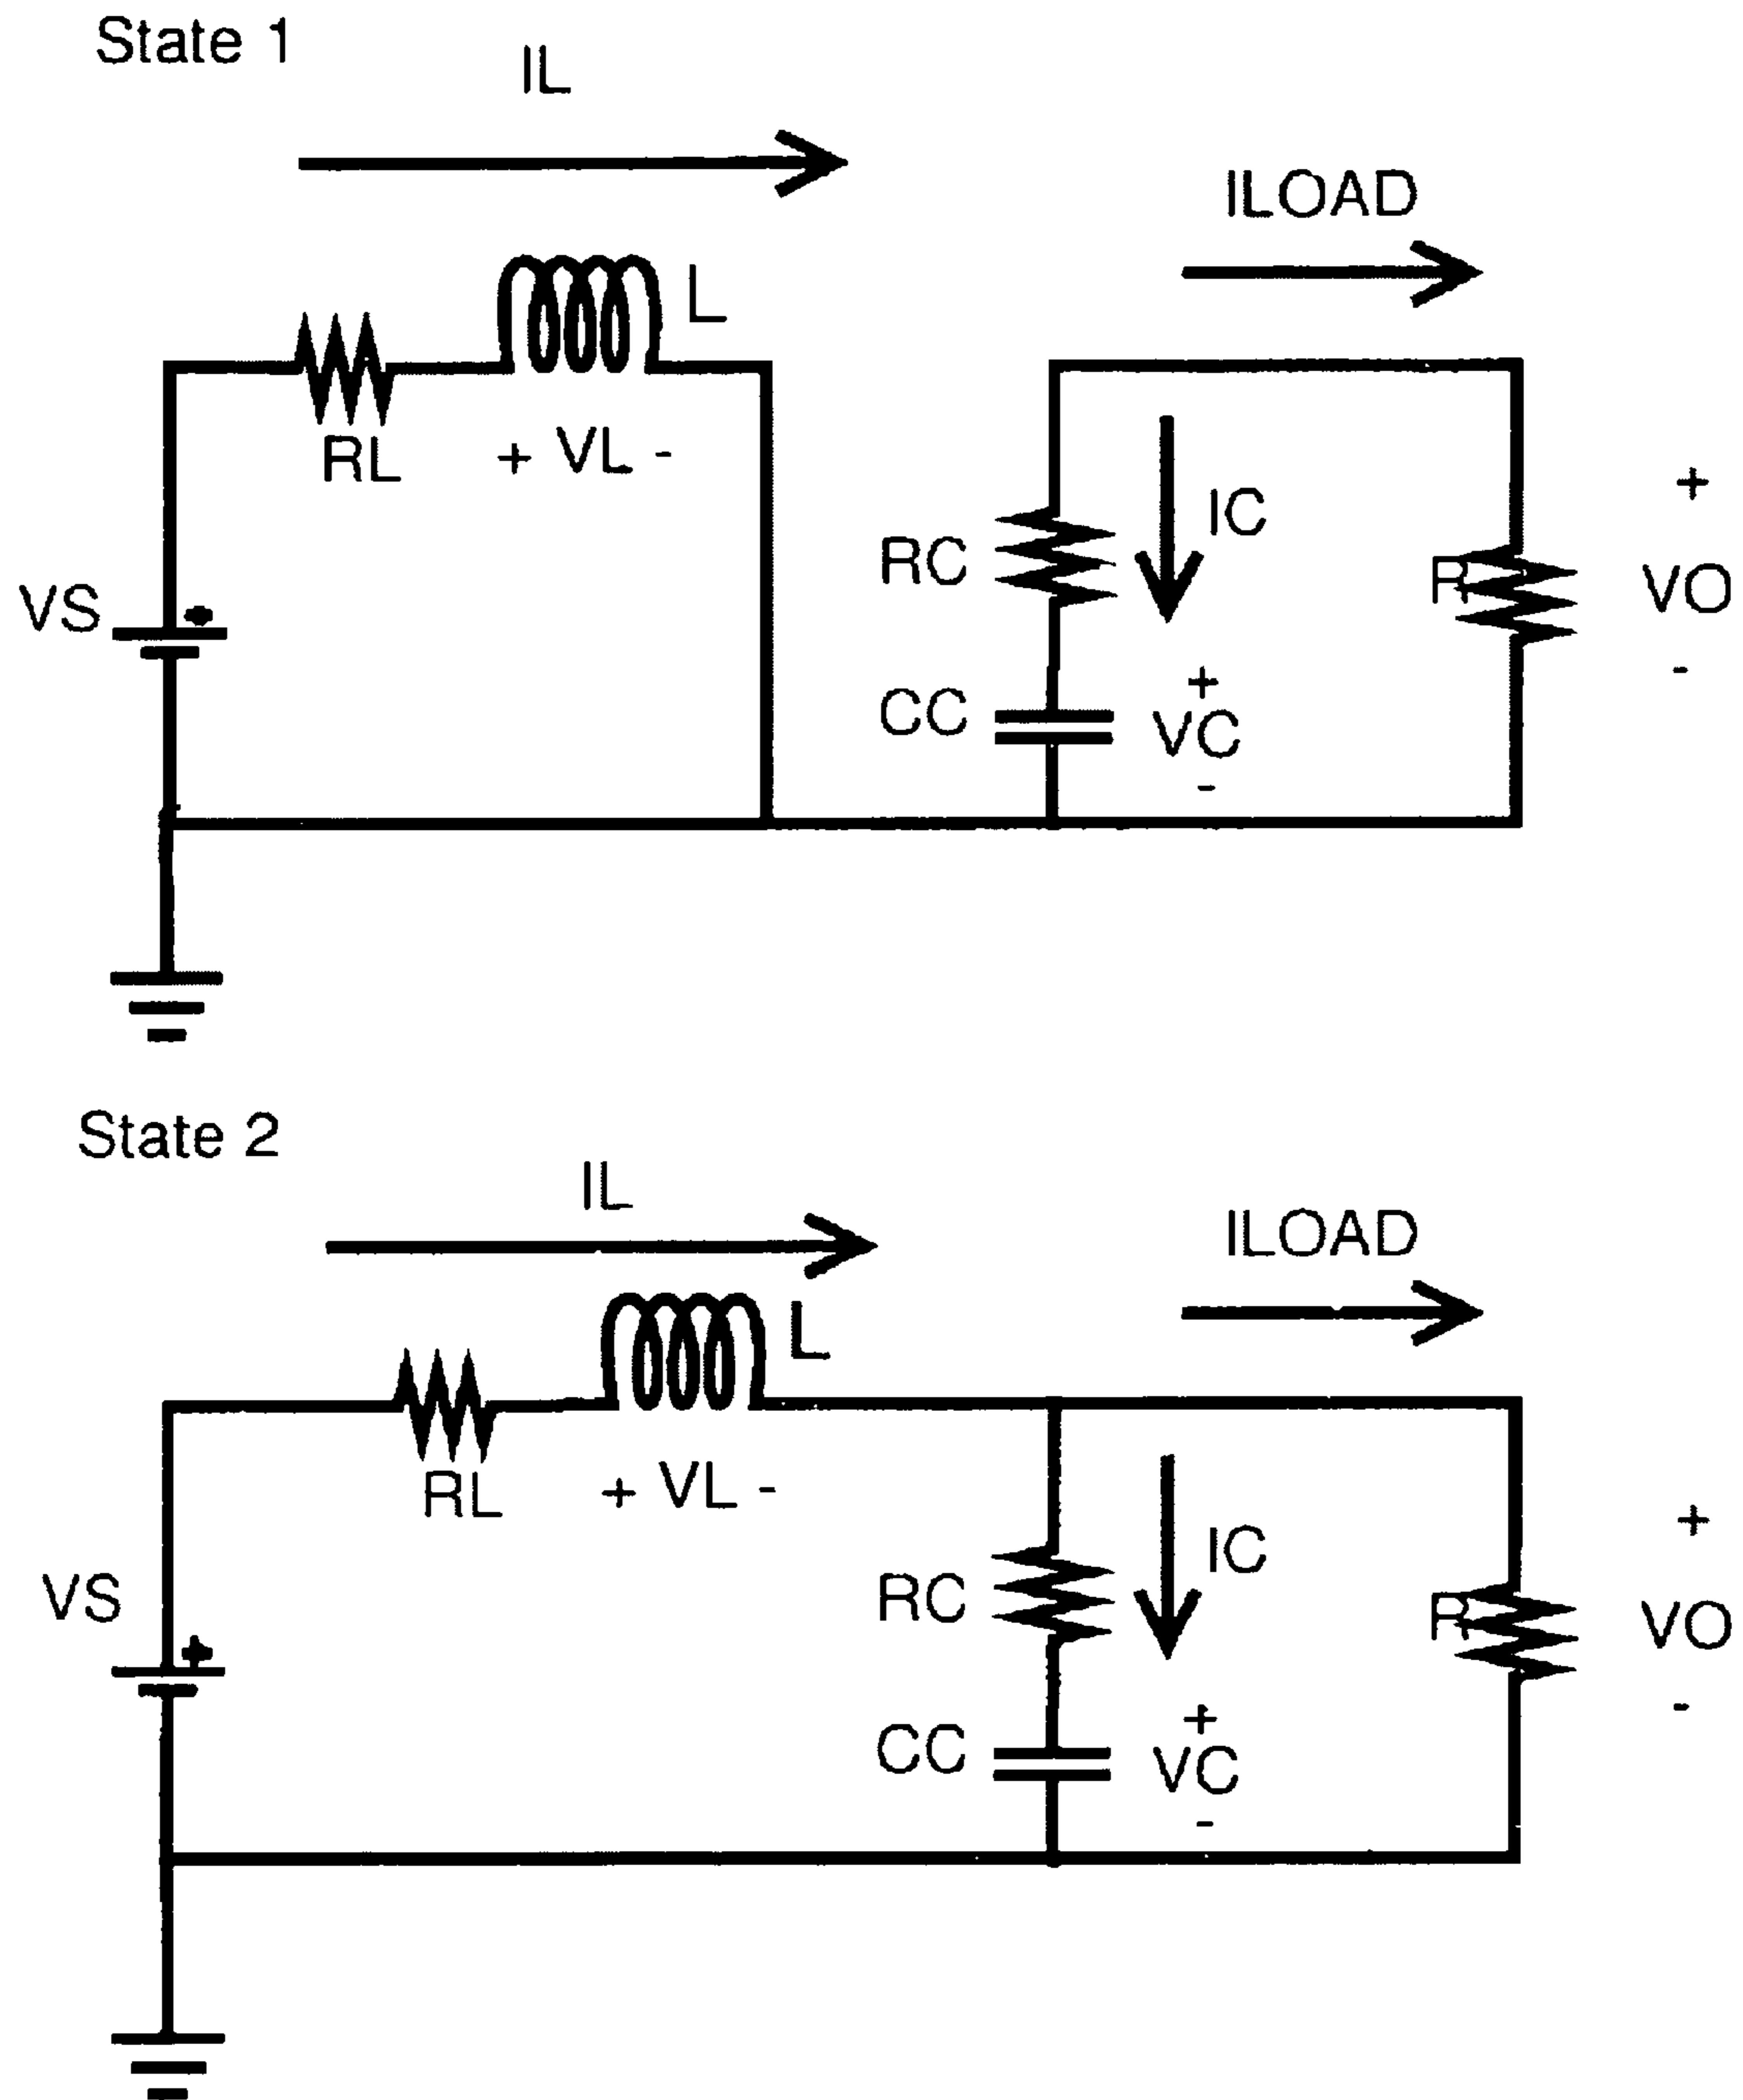 State 1
IL
ILOAD
L
RL
+ VL -
VS
RC
IC
R
+
VO
-
CC
+
VC
-
State 2
IL
ILOAD
L
RL
+ VL -
VS
+
RC
IC
R
+
VO
-
CC
+
VC
-